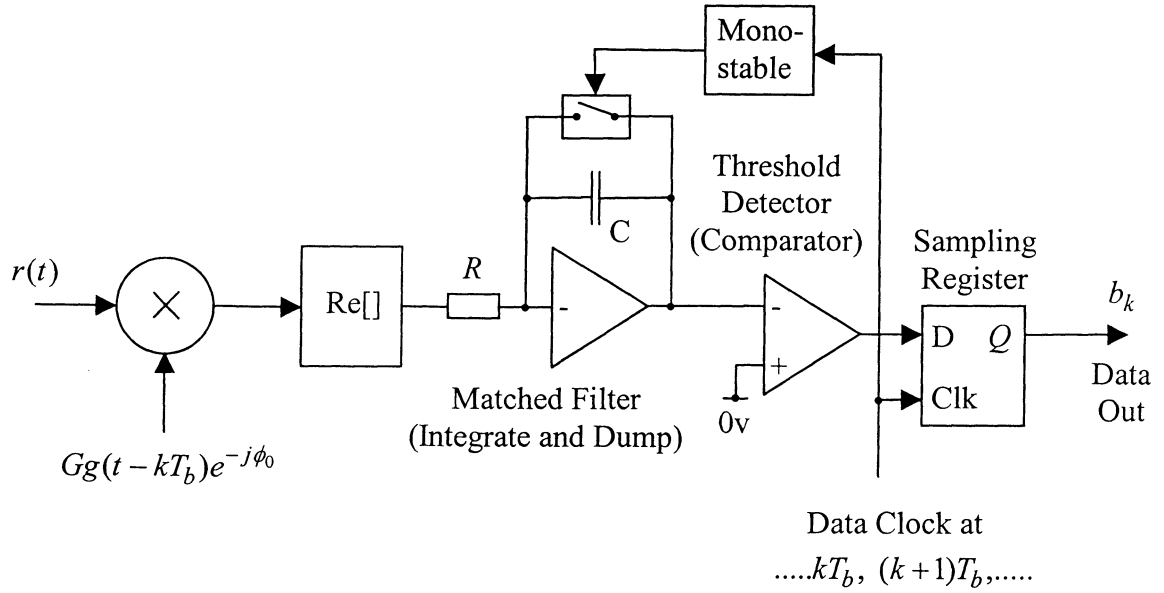 Mono-
stable
Threshold
Detector
(Comparator)
C
Sampling
Register
r(t)
R
Re[]
-
-
+
0v
D Q
Clk
b_k
Data
Out
Matched Filter
(Integrate and Dump)
Gg(t − kT_b)e^{−jϕ_0}
Data Clock at
.....kT_b, (k+1)T_b,.....